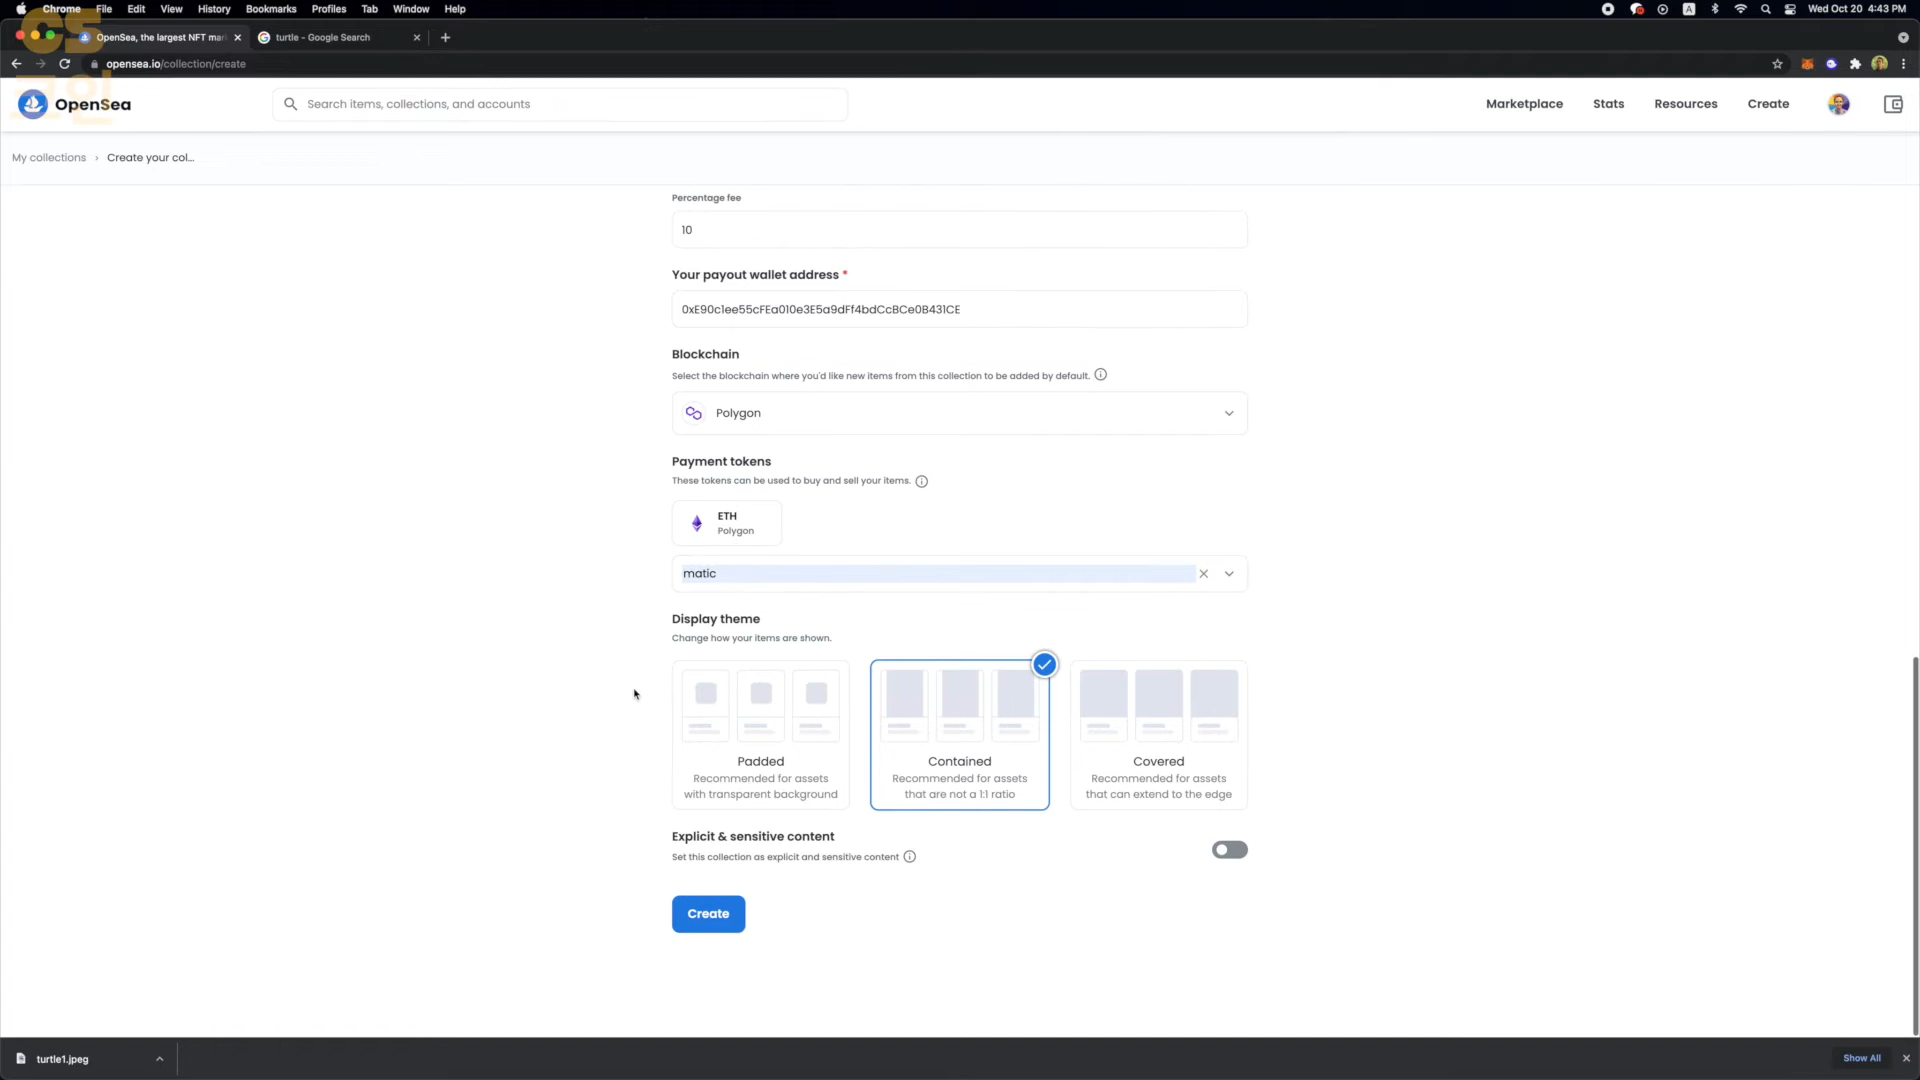 Chrome File Edit View History Bookmarks Profiles Tab Window Help Wed Oct 20 4:43 PM
CS
코인
OpenSea, the largest NFT mar turtle - Google Search
opensea.io/collection/create
OpenSea Search items, collections, and accounts Marketplace Stats Resources Create
My collections › Create your col...
Percentage fee
10
Your payout wallet address *
0xE90c1ee55cFEa010e3E5a9dFf4bdCcBCe0B431CE
Blockchain
Select the blockchain where you'd like new items from this collection to be added by default.
Polygon
Payment tokens
These tokens can be used to buy and sell your items.
ETH
Polygon
matic
Display theme
Change how your items are shown.
Padded
Recommended for assets
with transparent background
Contained
Recommended for assets
that are not a 1:1 ratio
Covered
Recommended for assets
that can extend to the edge
Explicit & sensitive content
Set this collection as explicit and sensitive content
Create
turtle1.jpeg Show All